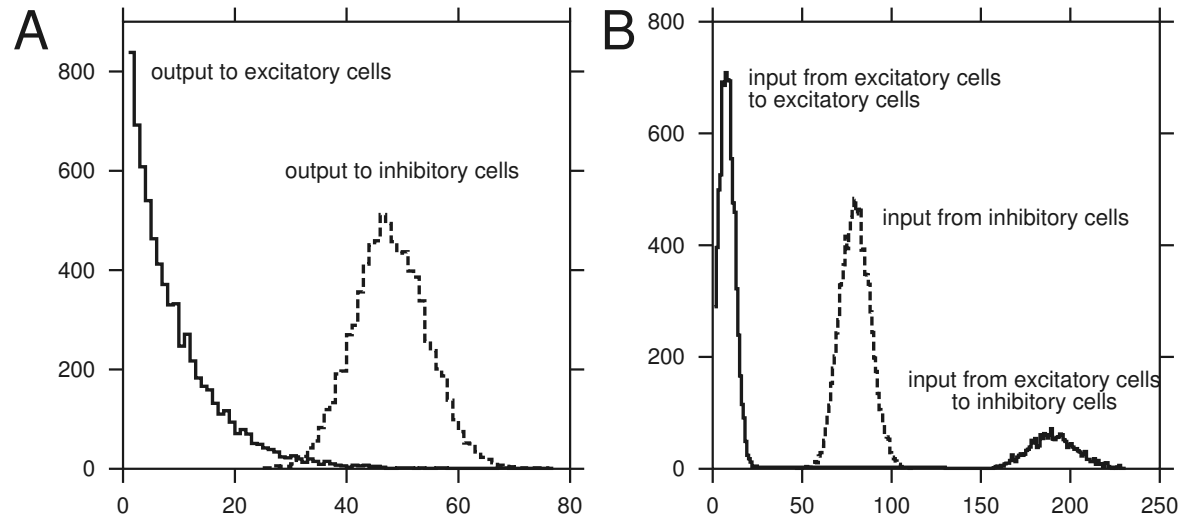 A
output to excitatory cells
output to inhibitory cells
800
600
400
200
0
0 20 40 60 80
B
input from excitatory cells
to excitatory cells
input from inhibitory cells
input from excitatory cells
to inhibitory cells
800
600
400
200
0
0 50 100 150 200 250